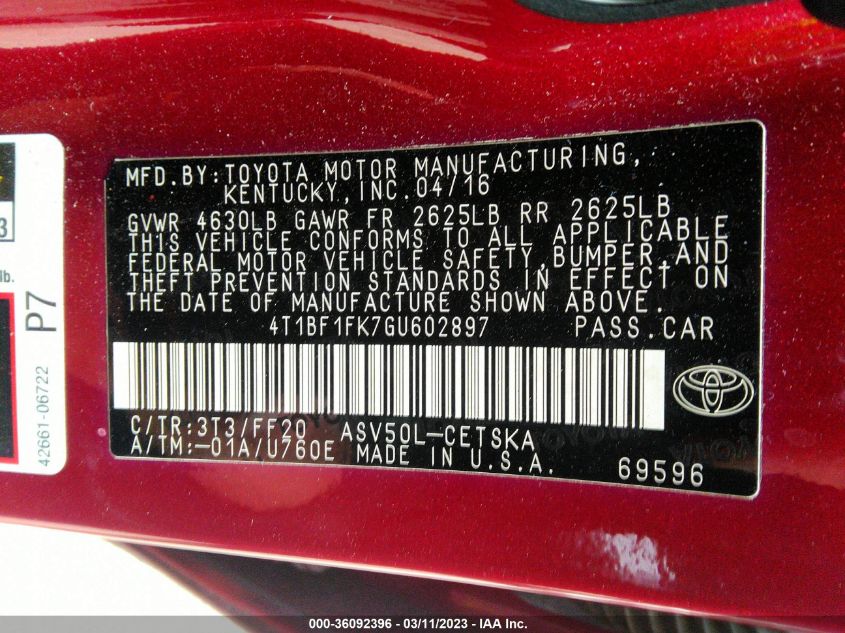 MFD.BY:TOYOTA MOTOR MANUFACTURING,
KENTUCKY,INC.04/16
GVWR 4630LB GAWR FR 2625LB RR 2625LB
THIS VEHICLE CONFORMS TO ALL APPLICABLE
FEDERAL MOTOR VEHICLE SAFETY,BUMPER,AND
THEFT PREVENTION STANDARDS IN EFFECT ON
THE DATE OF MANUFACTURE SHOWN ABOVE.
4T1BF1FK7GU602897 PASS.CAR
C/TR:3T3/FF20 ASV50L-CETSKA
A/TM:-01A/U760E MADE IN U.S.A.
69596
3
lb.
P7
42661-06722
000-36092396 / 03/11/2023 - IAA Inc.